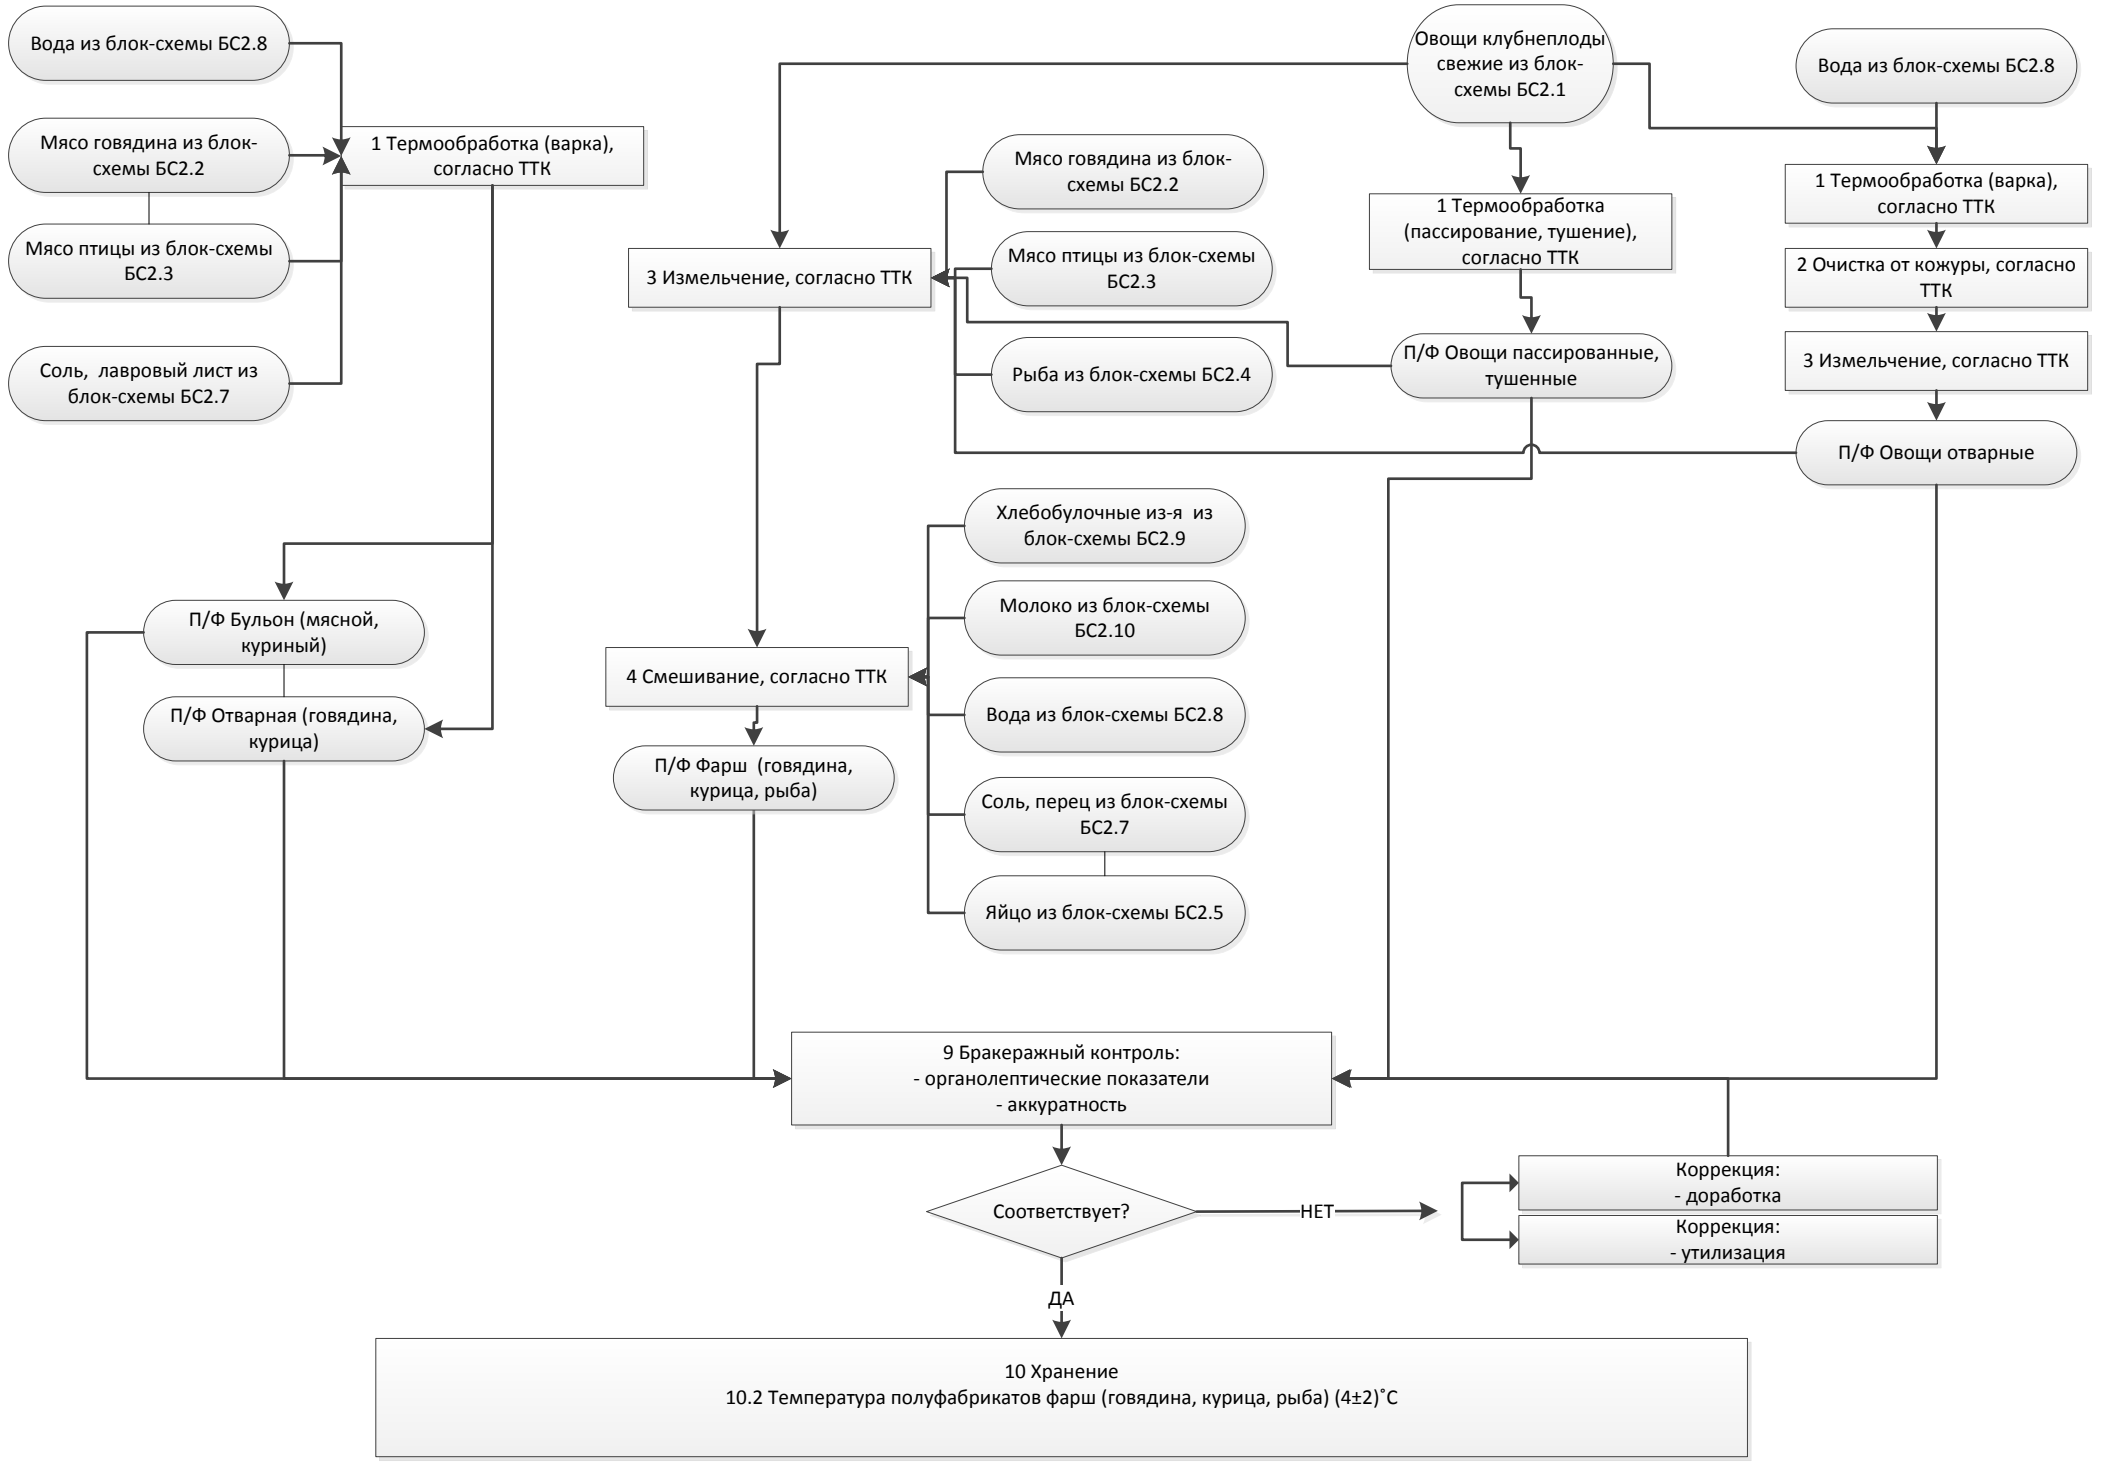 Вода из блок-схемы БС2.8
Мясо говядина из блок-
схемы БС2.2
Мясо птицы из блок-схемы
БС2.3
Соль,  лавровый лист из
блок-схемы БС2.7
1 Термообработка (варка),
согласно ТТК
П/Ф Бульон (мясной,
куриный)
П/Ф Отварная (говядина,
курица)
Овощи клубнеплоды
свежие из блок-
схемы БС2.1
Мясо говядина из блок-
схемы БС2.2
Мясо птицы из блок-схемы
БС2.3
Рыба из блок-схемы БС2.4
3 Измельчение, согласно ТТК
1 Термообработка
(пассирование, тушение),
согласно ТТК
П/Ф Овощи пассированные,
тушенные
Вода из блок-схемы БС2.8
1 Термообработка (варка),
согласно ТТК
2 Очистка от кожуры, согласно
ТТК
3 Измельчение, согласно ТТК
П/Ф Овощи отварные
Хлебобулочные из-я  из
блок-схемы БС2.9
Молоко из блок-схемы
БС2.10
Вода из блок-схемы БС2.8
Соль, перец из блок-схемы
БС2.7
Яйцо из блок-схемы БС2.5
4 Смешивание, согласно ТТК
П/Ф Фарш  (говядина,
курица, рыба)
9 Бракеражный контроль:
- органолептические показатели
- аккуратность
Соответствует?
НЕТ
Коррекция:
- доработка
Коррекция:
- утилизация
ДА
10 Хранение
10.2 Температура полуфабрикатов фарш (говядина, курица, рыба) (4±2)˚С